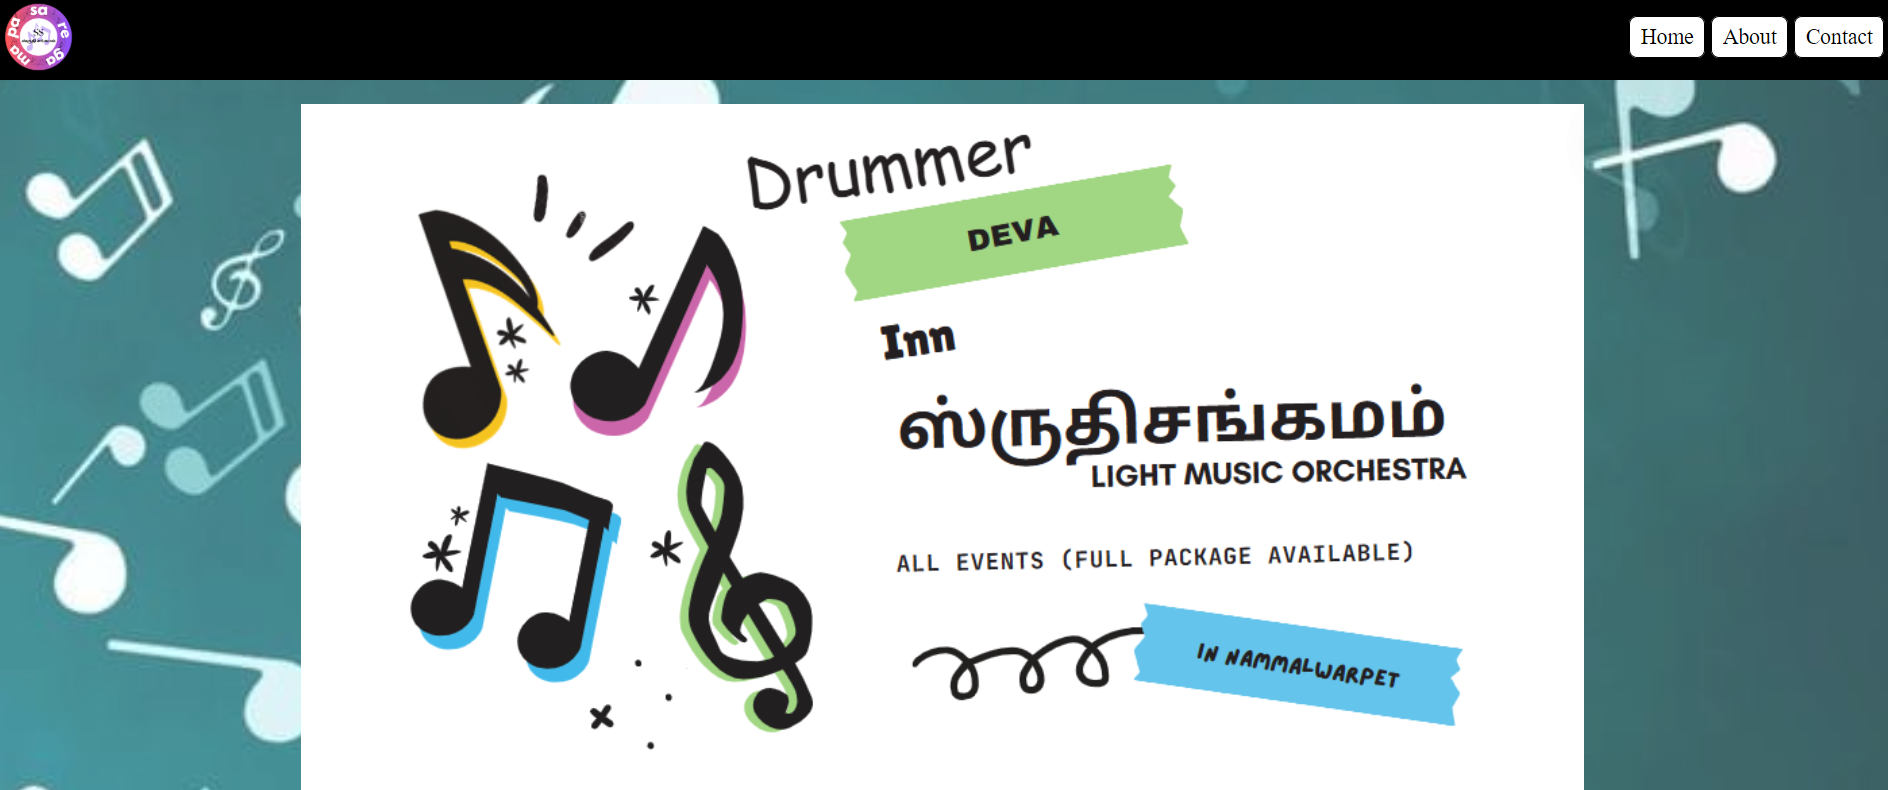 sa re ga ma pa
SS
Home
About
Contact
Drummer
DEVA
Inn
ஸ்ருதிசங்கமம்
LIGHT MUSIC ORCHESTRA
ALL EVENTS (FULL PACKAGE AVAILABLE)
IN NAMMALWARPET